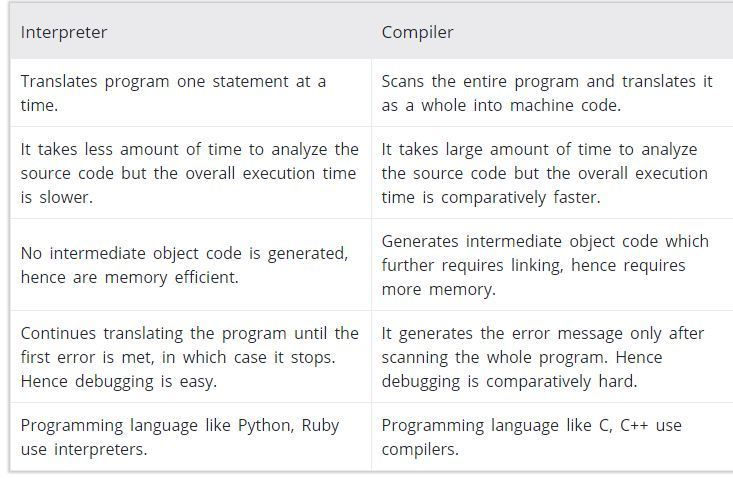 Interpreter
Compiler
Translates program one statement at a
time.
Scans the entire program and translates it
as a whole into machine code.
It takes less amount of time to analyze the
source code but the overall execution time
is slower.
It takes large amount of time to analyze
the source code but the overall execution
time is comparatively faster.
No intermediate object code is generated,
hence are memory efficient.
Generates intermediate object code which
further requires linking, hence requires
more memory.
Continues translating the program until the
first error is met, in which case it stops.
Hence debugging is easy.
It generates the error message only after
scanning the whole program. Hence
debugging is comparatively hard.
Programming language like Python, Ruby
use interpreters.
Programming language like C, C++ use
compilers.